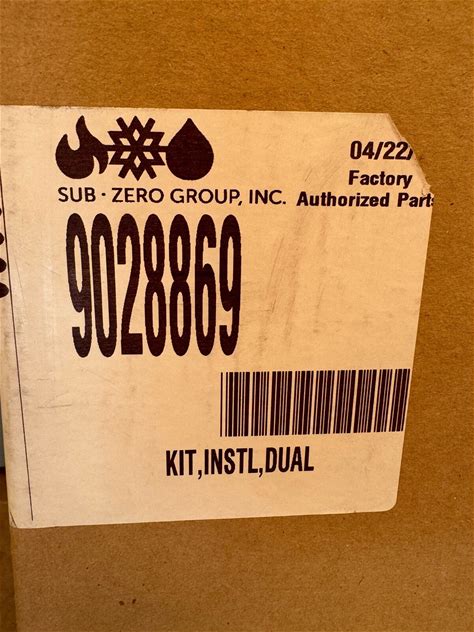 04/22/
Factory
SUB · ZERO GROUP, INC. Authorized Parts
9028869
KIT,INSTL,DUAL